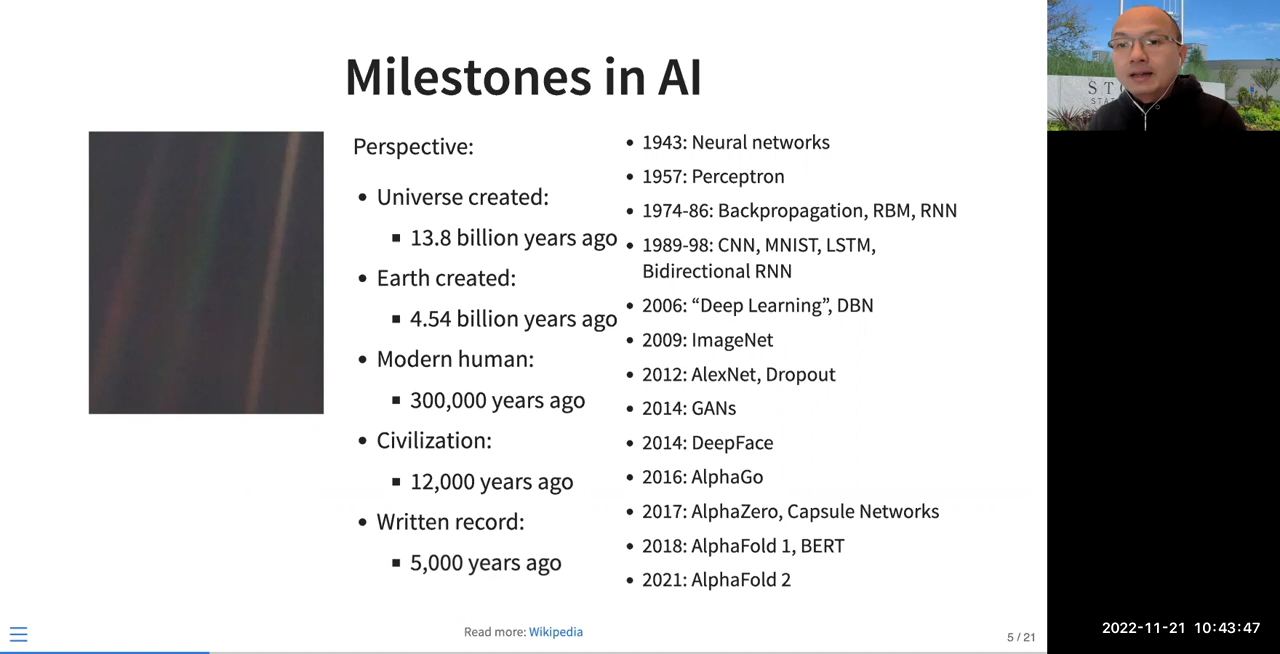 Milestones in AI
Perspective:
• Universe created:
▪ 13.8 billion years ago
• Earth created:
▪ 4.54 billion years ago
• Modern human:
▪ 300,000 years ago
• Civilization:
▪ 12,000 years ago
• Written record:
▪ 5,000 years ago
• 1943: Neural networks
• 1957: Perceptron
• 1974-86: Backpropagation, RBM, RNN
• 1989-98: CNN, MNIST, LSTM,
Bidirectional RNN
• 2006: “Deep Learning”, DBN
• 2009: ImageNet
• 2012: AlexNet, Dropout
• 2014: GANs
• 2014: DeepFace
• 2016: AlphaGo
• 2017: AlphaZero, Capsule Networks
• 2018: AlphaFold 1, BERT
• 2021: AlphaFold 2
Read more: Wikipedia
5 / 21
2022-11-21 10:43:47